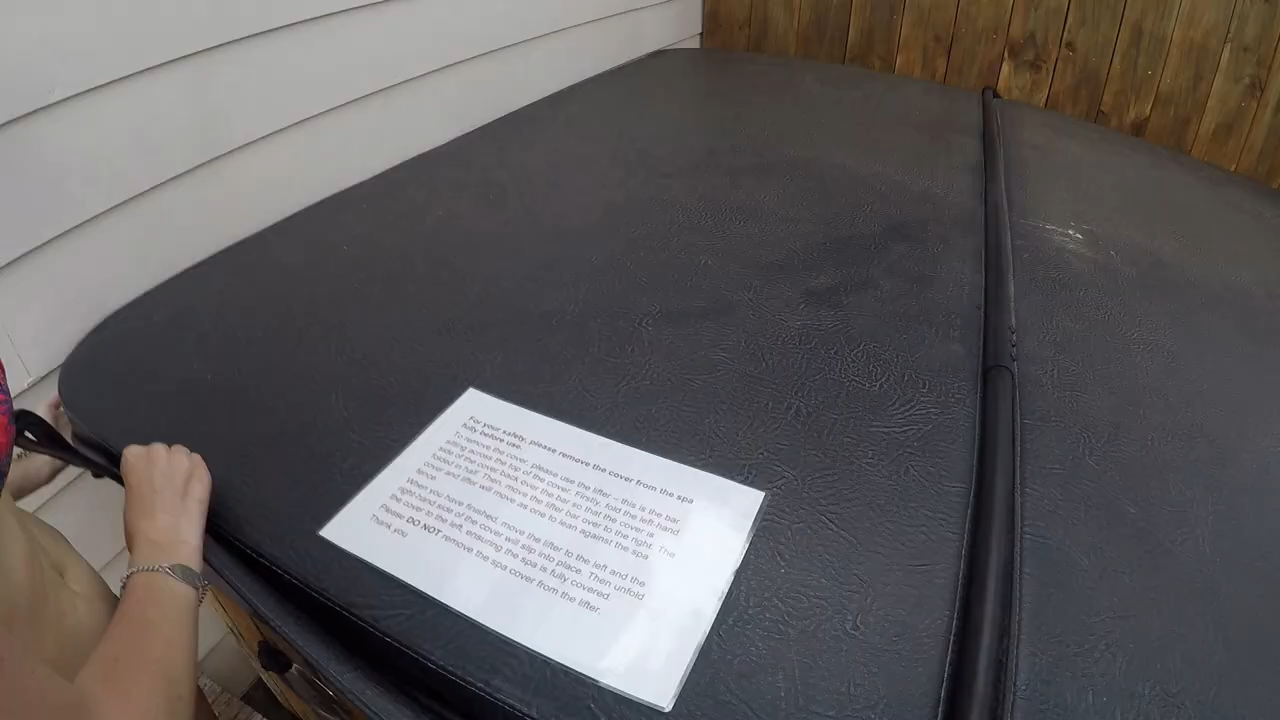 For your safety, please remove the cover from the spa
fully before use.
To remove the cover, please use the lifter – this is the bar
sitting across the top of the cover. Firstly, fold the left-hand
side of the cover back over the bar so that the cover is
folded in half. Then, move the lifter bar over to the right. The
cover and lifter will move as one to lean against the spa
fence.
When you have finished, move the lifter to the left and the
right-hand side of the cover will slip into place. Then unfold
the cover to the left, ensuring the spa is fully covered.
Please DO NOT remove the spa cover from the lifter.
Thank you